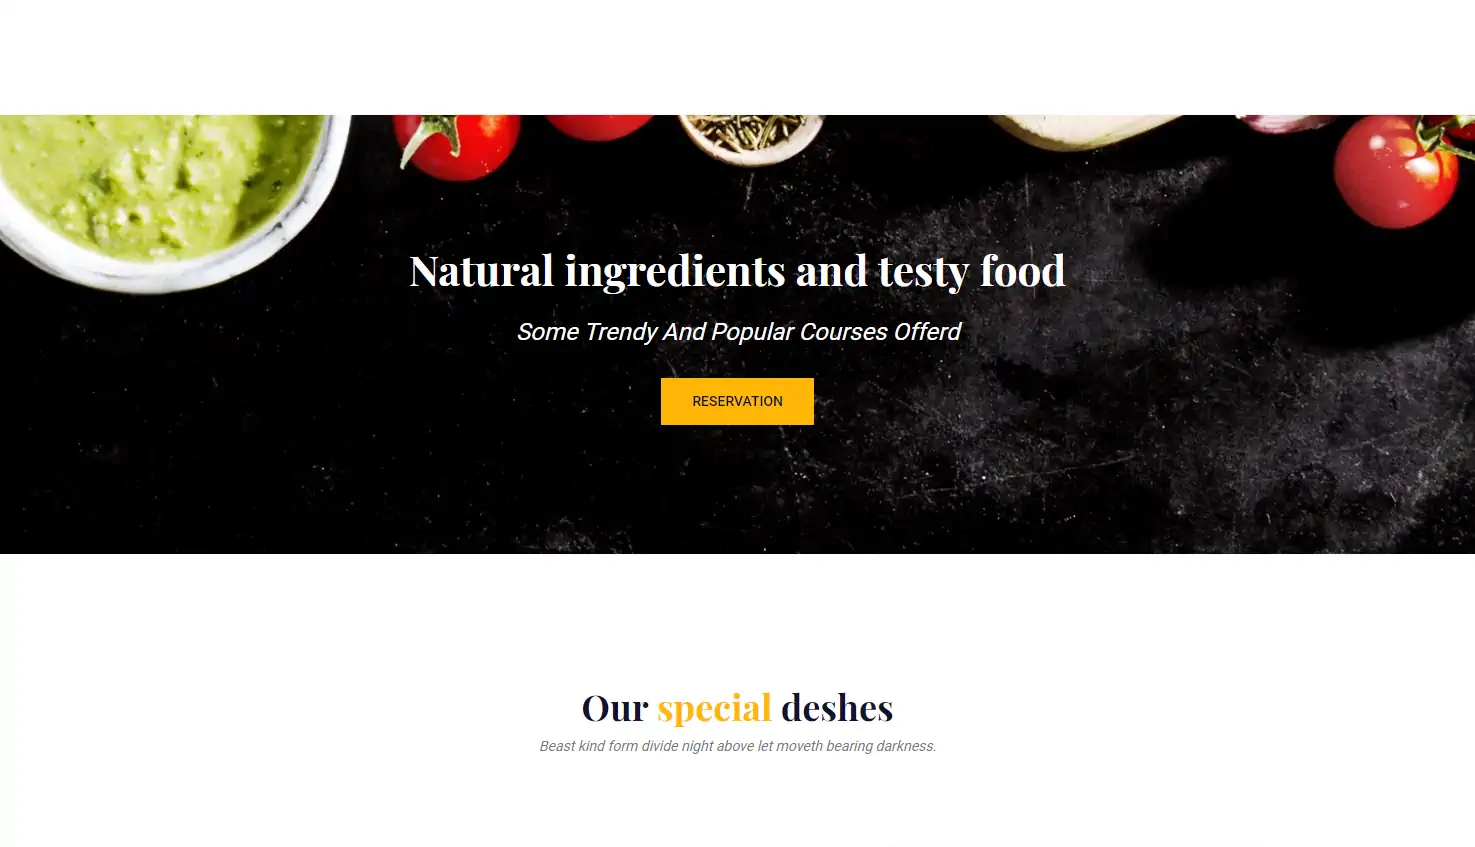 Natural ingredients and testy food
Some Trendy And Popular Courses Offerd
RESERVATION
Our special deshes
Beast kind form divide night above let moveth bearing darkness.